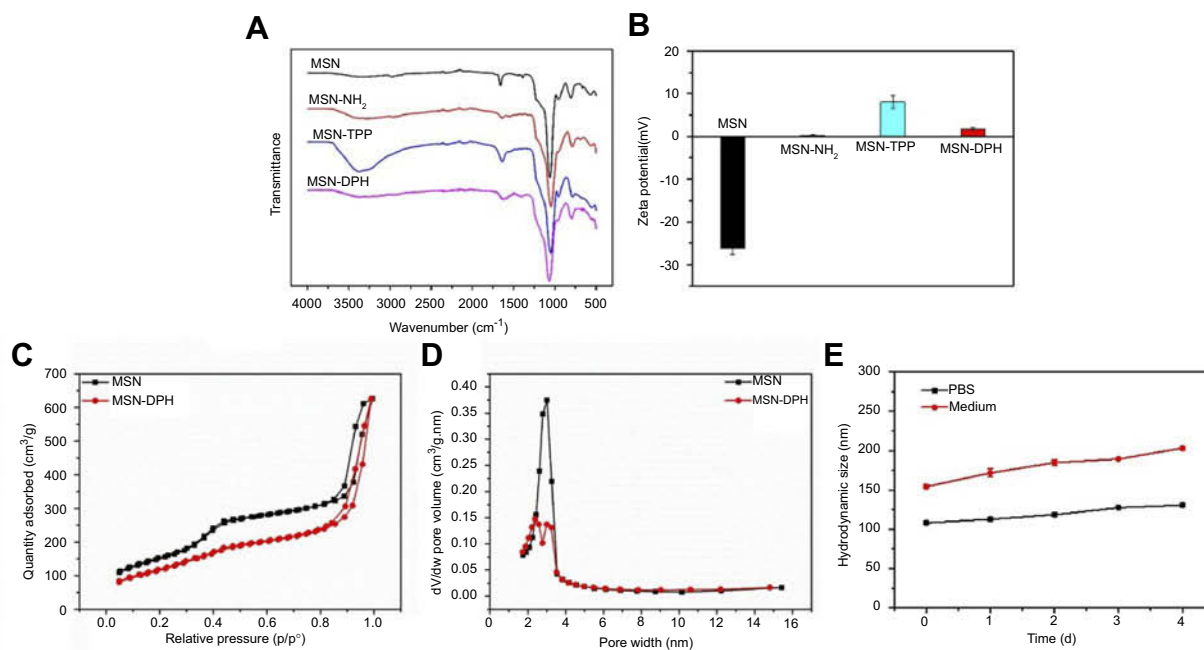 A
MSN
MSN-NH2
MSN-TPP
MSN-DPH
Transmittance
4000 3500 2500 2250 2000 1750 1500 1250 1000 750 500
Wavenumber (cm-1)
B
20
10
0
-10
-20
-30
Zeta potential(mV)
MSN
MSN-NH2
MSN-TPP
MSN-DPH
C
700
600
500
400
300
200
100
0
Quantity adsorbed (cm3/g)
MSN
MSN-DPH
0.0 0.2 0.4 0.6 0.8 1.0
Relative pressure (p/p°)
D
0.40
0.35
0.30
0.25
0.20
0.15
0.10
0.05
0.00
dV/dw pore volume (cm3/g.nm)
MSN
MSN-DPH
0 2 4 6 8 10 12 14 16
Pore width (nm)
E
300
250
200
150
100
50
0
Hydrodynamic size (nm)
PBS
Medium
0 1 2 3 4
Time (d)